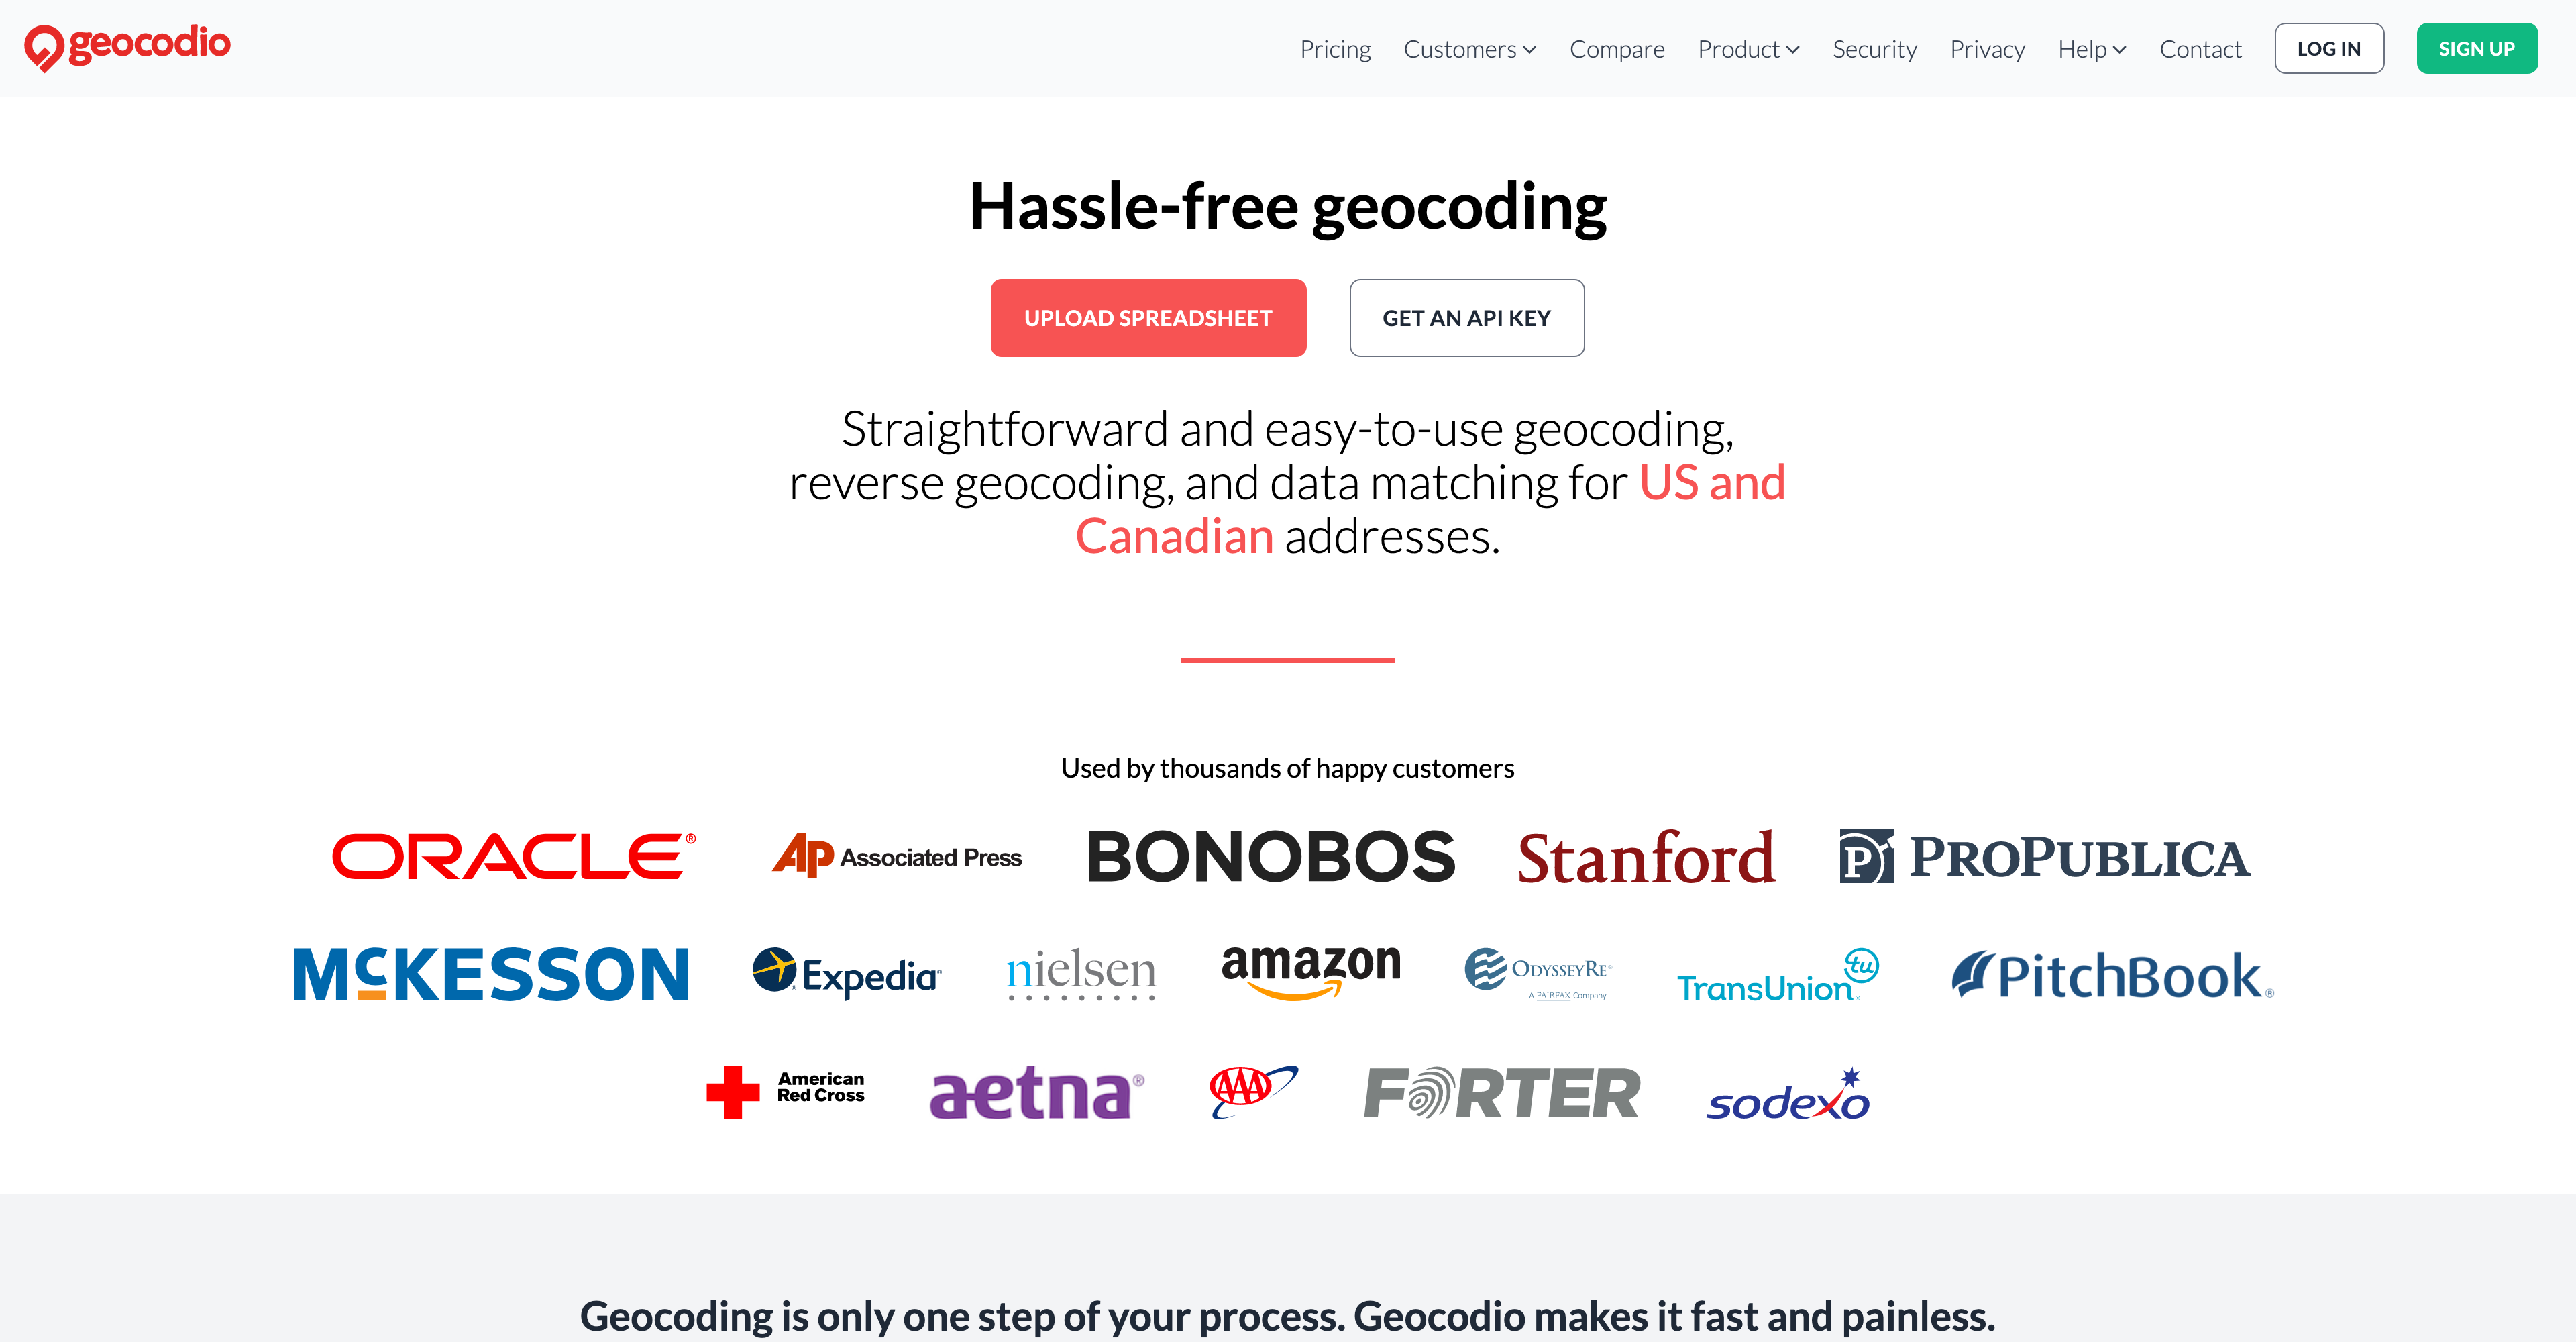 geocodio
Pricing Customers Compare Product Security Privacy Help Contact LOG IN SIGN UP
Hassle-free geocoding
UPLOAD SPREADSHEET GET AN API KEY
Straightforward and easy-to-use geocoding,
reverse geocoding, and data matching for US and
Canadian addresses.
Used by thousands of happy customers
ORACLE® AP Associated Press BONOBOS Stanford P PROPUBLICA
McKESSON Expedia® nielsen amazon ODYSSEYRE® A FAIRFAX Company TransUnion® tu PitchBook®
American
Red Cross
aetna® AAA FORTER sodexo
Geocoding is only one step of your process. Geocodio makes it fast and painless.